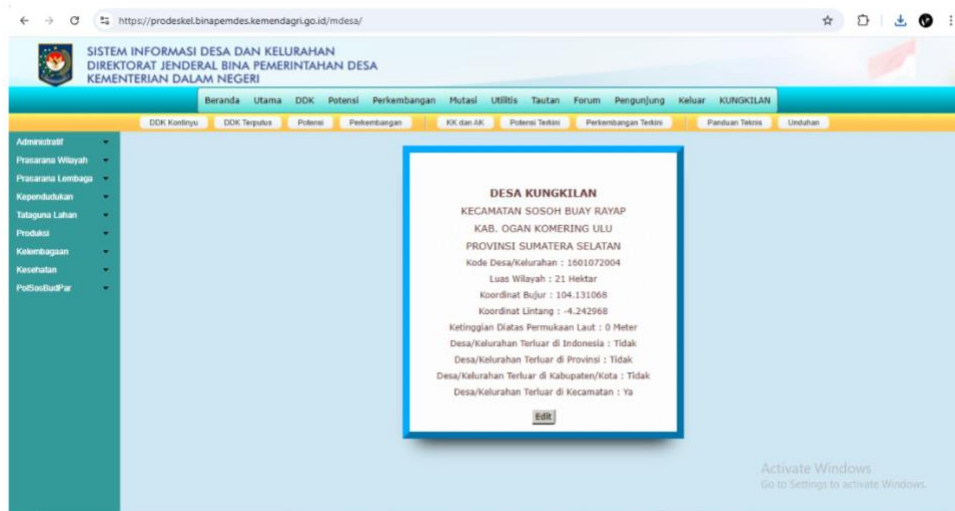 https://prodeskel.binapemdes.kemendagri.go.id/mdesa/
SISTEM INFORMASI DESA DAN KELURAHAN
DIREKTORAT JENDERAL BINA PEMERINTAHAN DESA
KEMENTERIAN DALAM NEGERI
Beranda Utama DDK Potensi Perkembangan Mutasi Utilitis Tautan Forum Pengunjung Keluar KUNGKILAN
DDK Kontinyu DDK Terputus Potensi Perkembangan KK dan AK Potensi Terkini Perkembangan Terkini Panduan Teknis Unduhan
Administratif
Prasarana Wilayah
Prasarana Lembaga
Kependudukan
Tataguna Lahan
Produksi
Kelembagaan
Kesehatan
PolSosBudPar
DESA KUNGKILAN
KECAMATAN SOSOH BUAY RAYAP
KAB. OGAN KOMERING ULU
PROVINSI SUMATERA SELATAN
Kode Desa/Kelurahan : 1601072004
Luas Wilayah : 21 Hektar
Koordinat Bujur : 104.131068
Koordinat Lintang : -4.242968
Ketinggian Diatas Permukaan Laut : 0 Meter
Desa/Kelurahan Terluar di Indonesia : Tidak
Desa/Kelurahan Terluar di Provinsi : Tidak
Desa/Kelurahan Terluar di Kabupaten/Kota : Tidak
Desa/Kelurahan Terluar di Kecamatan : Ya
Edit
Activate Windows
Go to Settings to activate Windows.